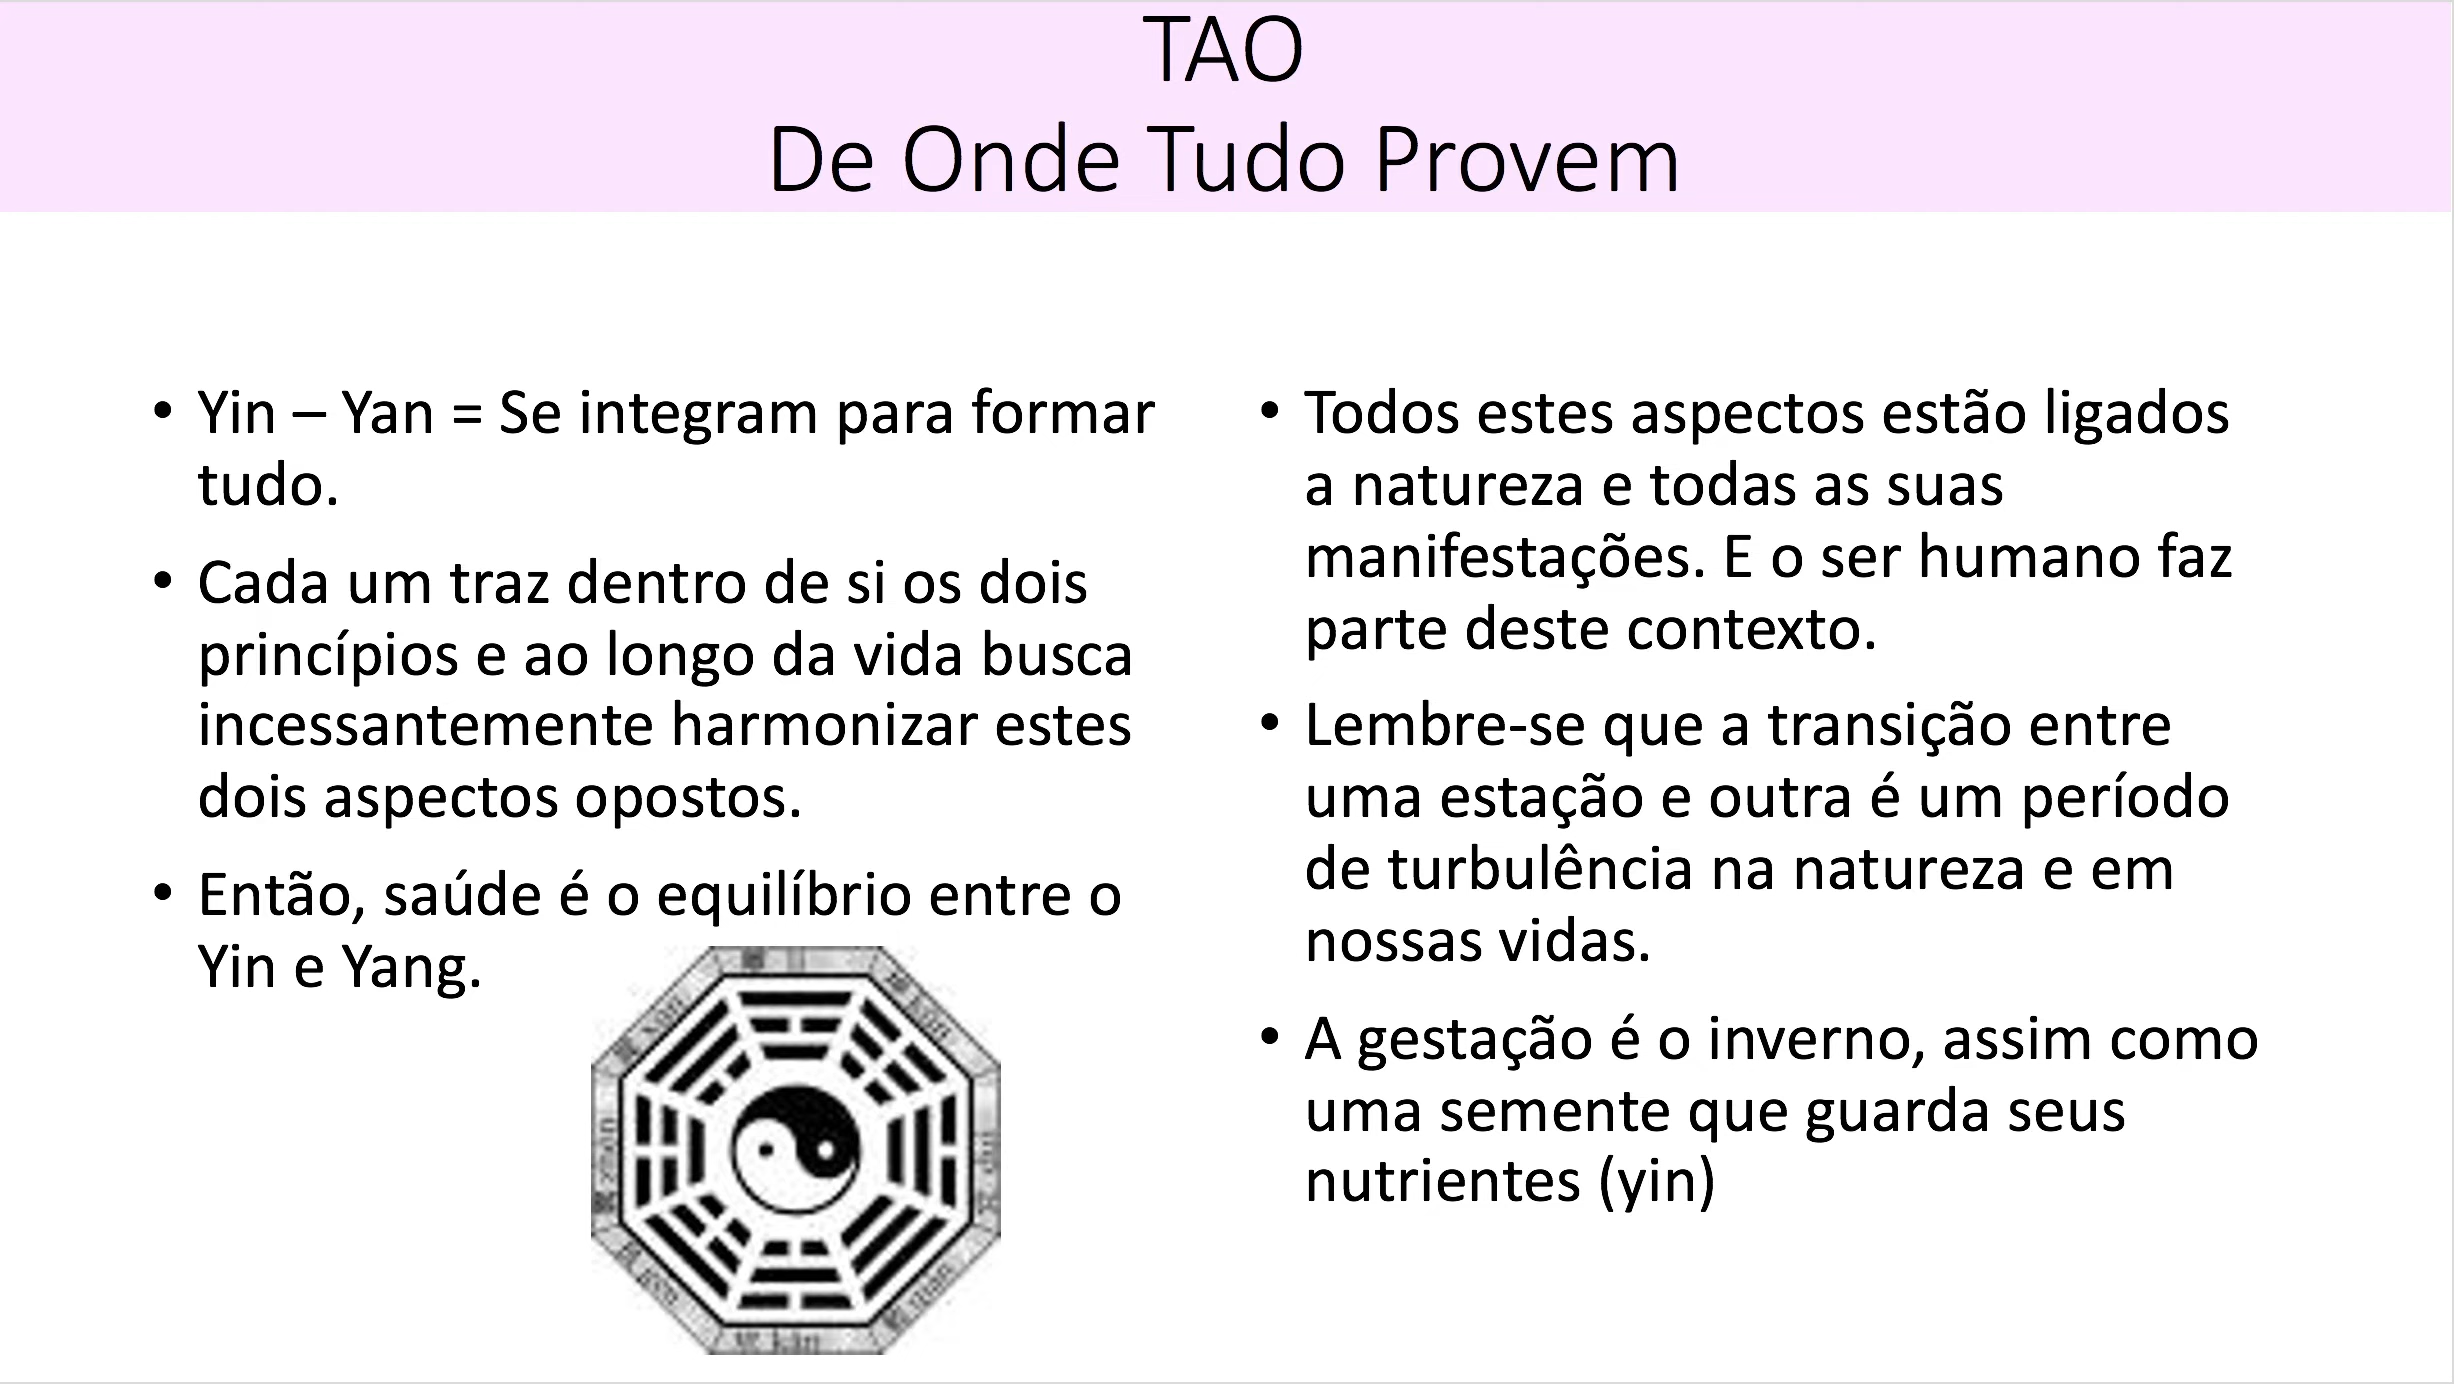 TAO
De Onde Tudo Provem
• Yin – Yan = Se integram para formar
tudo.
• Cada um traz dentro de si os dois
princípios e ao longo da vida busca
incessantemente harmonizar estes
dois aspectos opostos.
• Então, saúde é o equilíbrio entre o
Yin e Yang.
• Todos estes aspectos estão ligados
a natureza e todas as suas
manifestações. E o ser humano faz
parte deste contexto.
• Lembre-se que a transição entre
uma estação e outra é um período
de turbulência na natureza e em
nossas vidas.
• A gestação é o inverno, assim como
uma semente que guarda seus
nutrientes (yin)